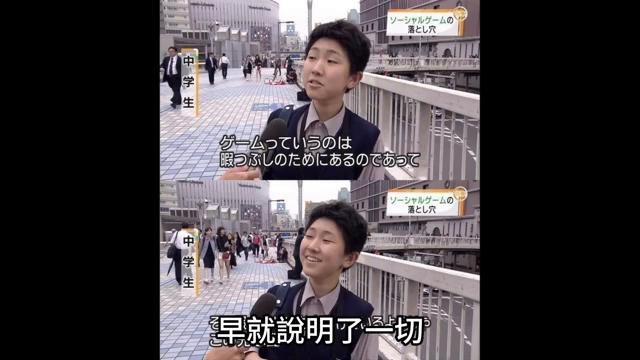 ソーシャルゲームの
落とし穴
中学生
ゲームっていうのは
暇つぶしのためにあるのであって
ソーシャルゲームの
落とし穴
中学生
早就說明了一切